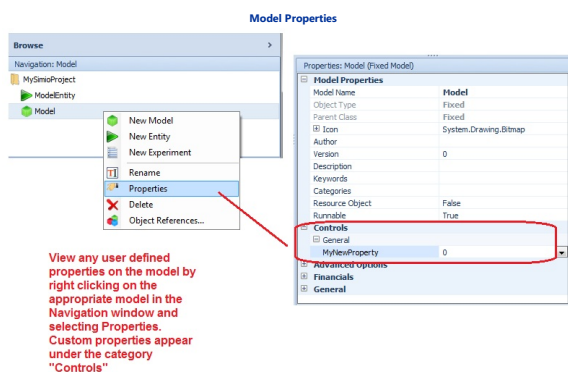 Model Properties
Browse
Navigation: Model
MySimioProject
ModelEntity
Model
New Model
New Entity
New Experiment
Rename
Properties
Delete
Object References...
View any user defined
properties on the model by
right clicking on the
appropriate model in the
Navigation window and
selecting Properties.
Custom properties appear
under the category
"Controls"
Properties: Model (Fixed Model)
Model Properties
Model Name Model
Object Type Fixed
Parent Class Fixed
Icon System.Drawing.Bitmap
Author
Version 0
Description
Keywords
Categories
Resource Object False
Runnable True
Controls
General
MyNewProperty 0
Advanced Options
Financials
General